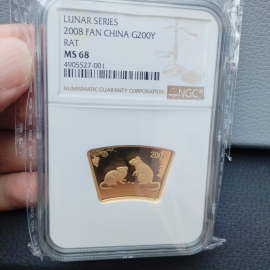 LUNAR SERIES
2008 FAN CHINA G200Y
RAT
MS 68
4905527-001
NUMISMATIC GUARANTY CORPORATION
NGC
200